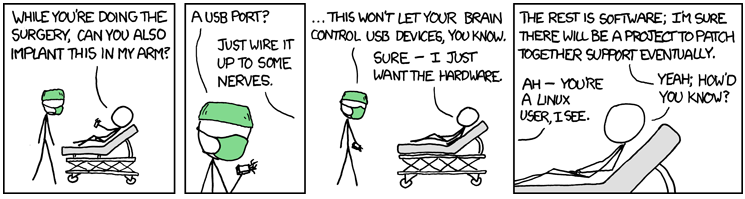 WHILE YOU'RE DOING THE
SURGERY, CAN YOU ALSO
IMPLANT THIS IN MY ARM?
A USB PORT?
JUST WIRE IT
UP TO SOME
NERVES.
...THIS WON'T LET YOUR BRAIN
CONTROL USB DEVICES, YOU KNOW.
SURE – I JUST
WANT THE HARDWARE.
THE REST IS SOFTWARE; I'M SURE
THERE WILL BE A PROJECT TO PATCH
TOGETHER SUPPORT EVENTUALLY.
AH – YOU'RE
A LINUX
USER, I SEE.
YEAH; HOW'D
YOU KNOW?